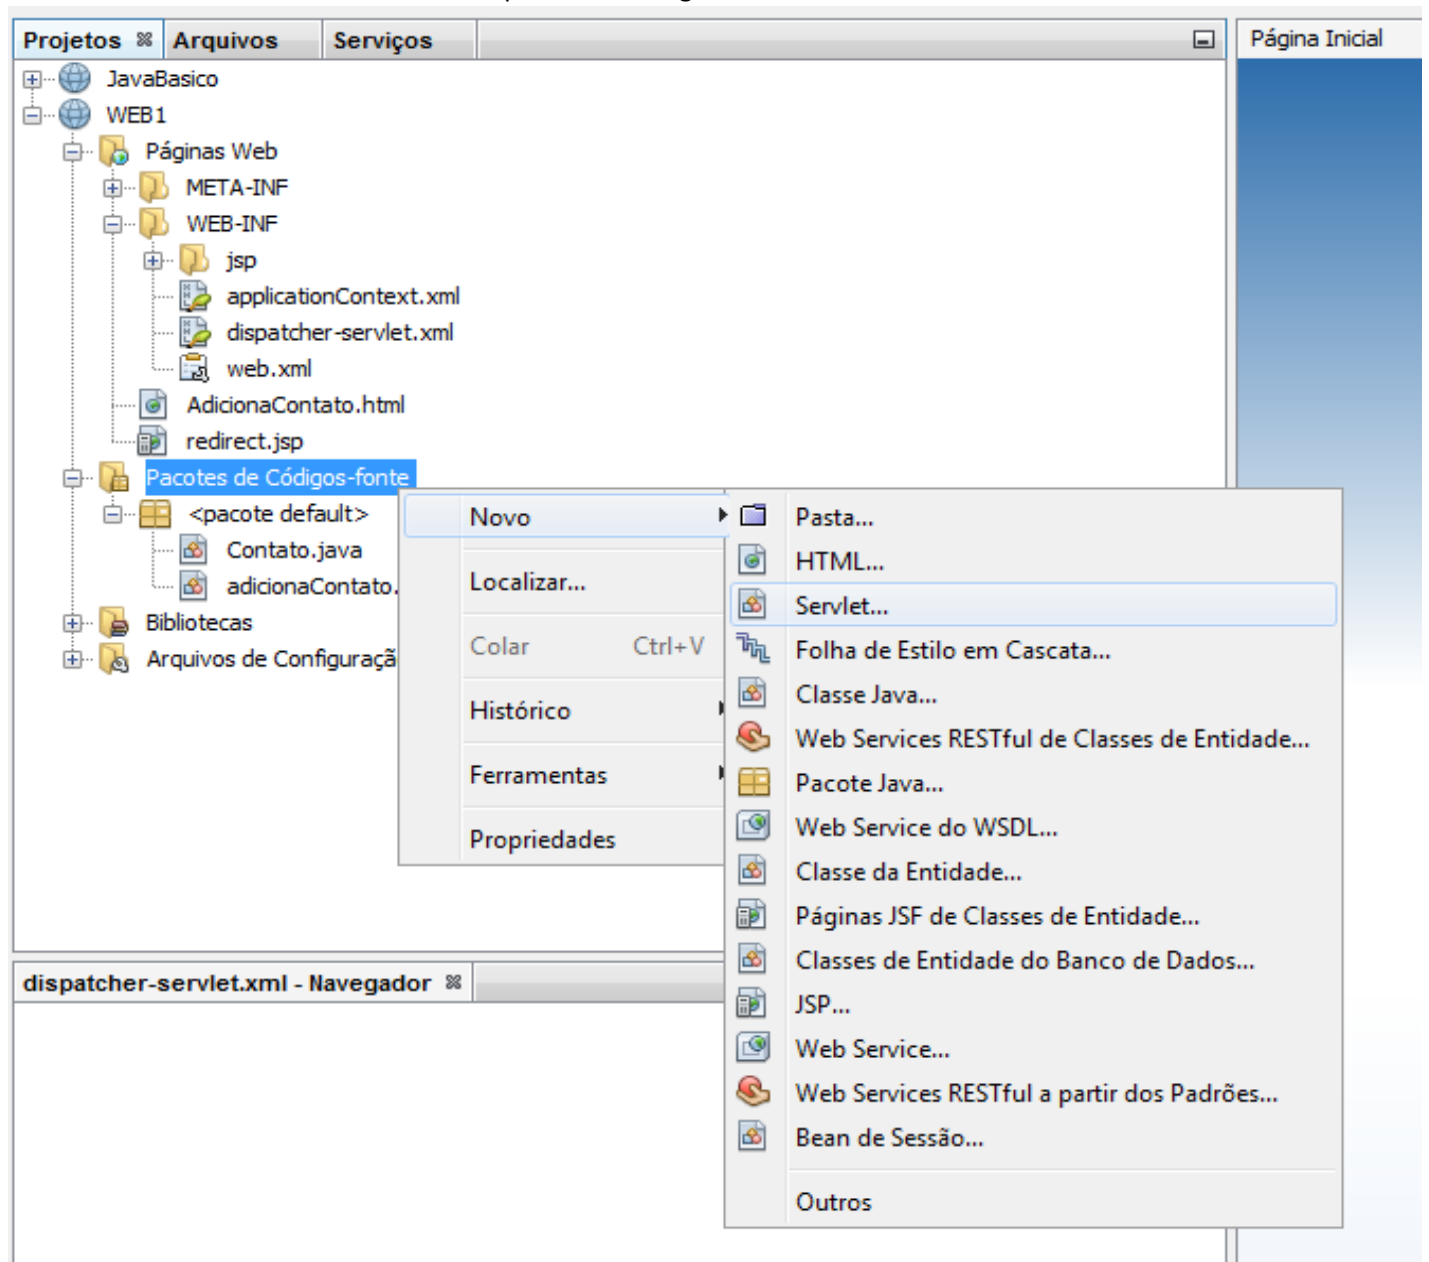 Projetos
Arquivos
Serviços
Página Inicial
JavaBasico
WEB1
Páginas Web
META-INF
WEB-INF
jsp
applicationContext.xml
dispatcher-servlet.xml
web.xml
AdicionaContato.html
redirect.jsp
Pacotes de Códigos-fonte
<pacote default>
Contato.java
adicionaContato.
Bibliotecas
Arquivos de Configuraçã
Novo
Localizar...
Colar Ctrl+V
Histórico
Ferramentas
Propriedades
Pasta...
HTML...
Servlet...
Folha de Estilo em Cascata...
Classe Java...
Web Services RESTful de Classes de Entidade...
Pacote Java...
Web Service do WSDL...
Classe da Entidade...
Páginas JSF de Classes de Entidade...
Classes de Entidade do Banco de Dados...
JSP...
Web Service...
Web Services RESTful a partir dos Padrões...
Bean de Sessão...
Outros
dispatcher-servlet.xml - Navegador